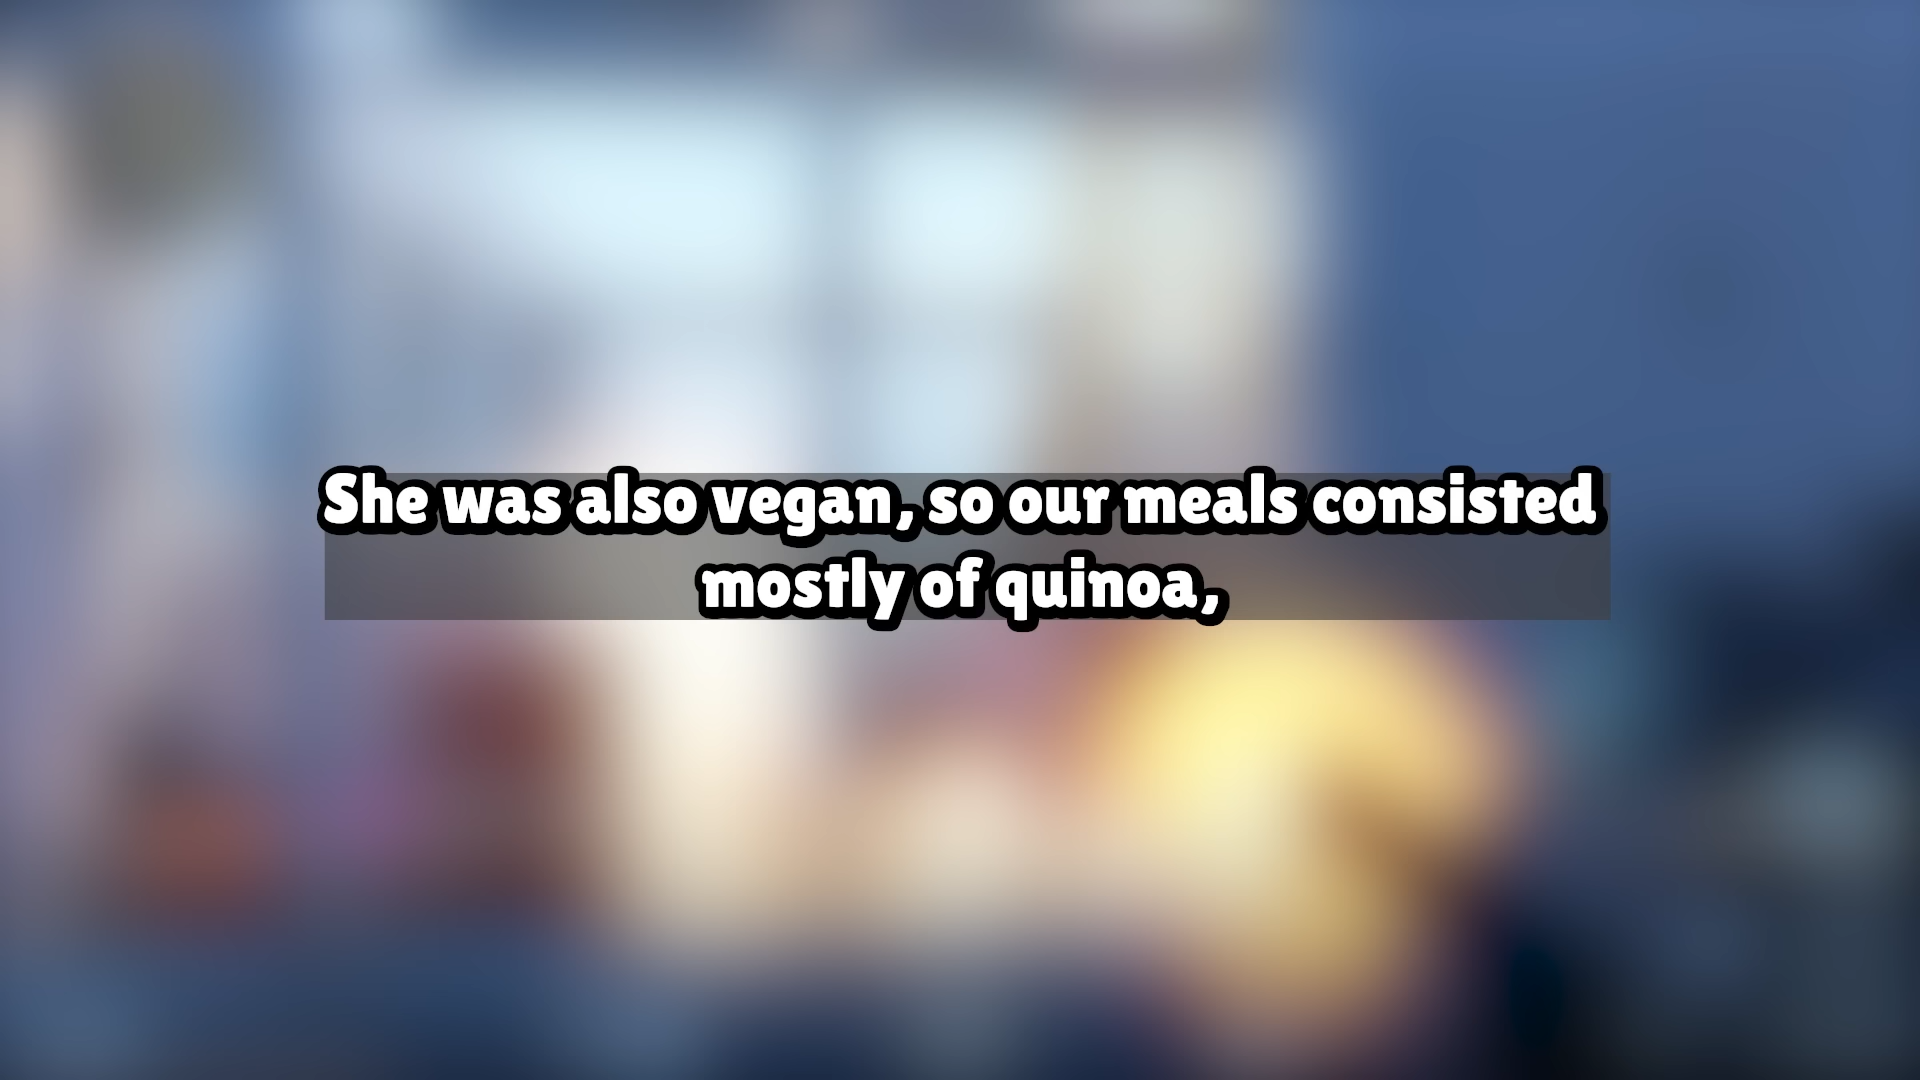 She was also vegan, so our meals consisted
mostly of quinoa,